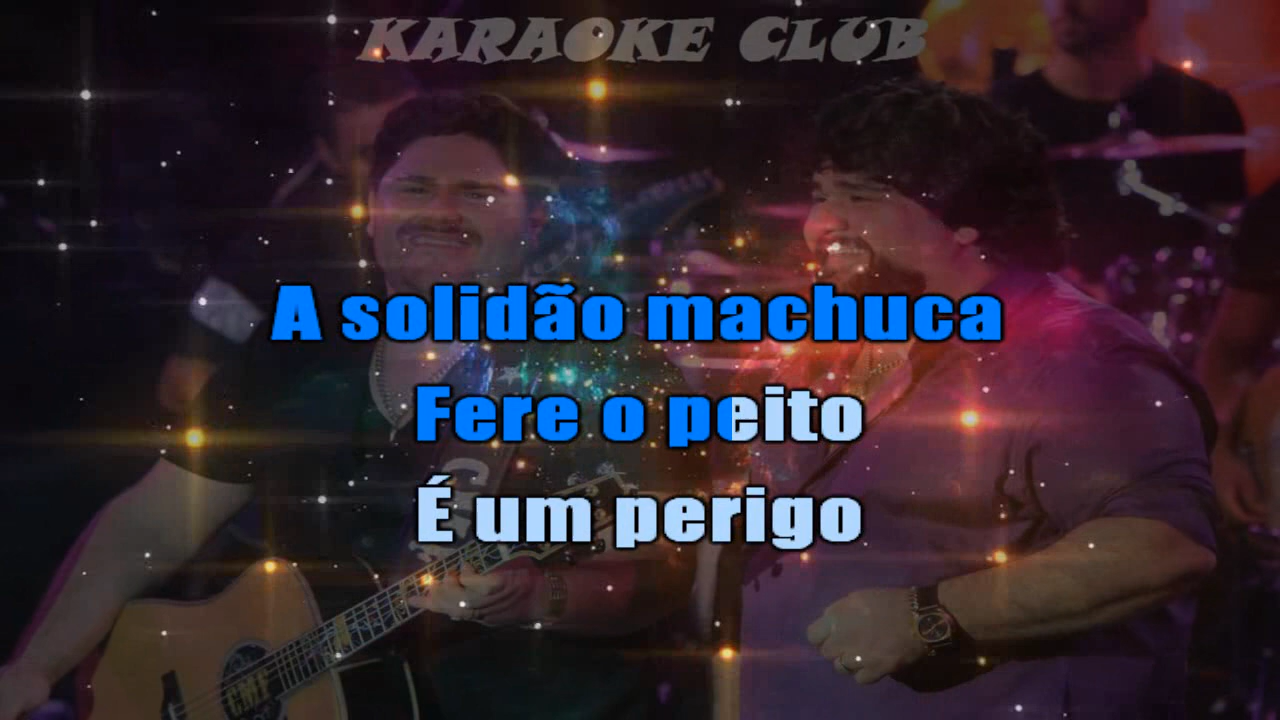 KARAOKE CLUB
A solidão machuca
Fere o peito
É um perigo